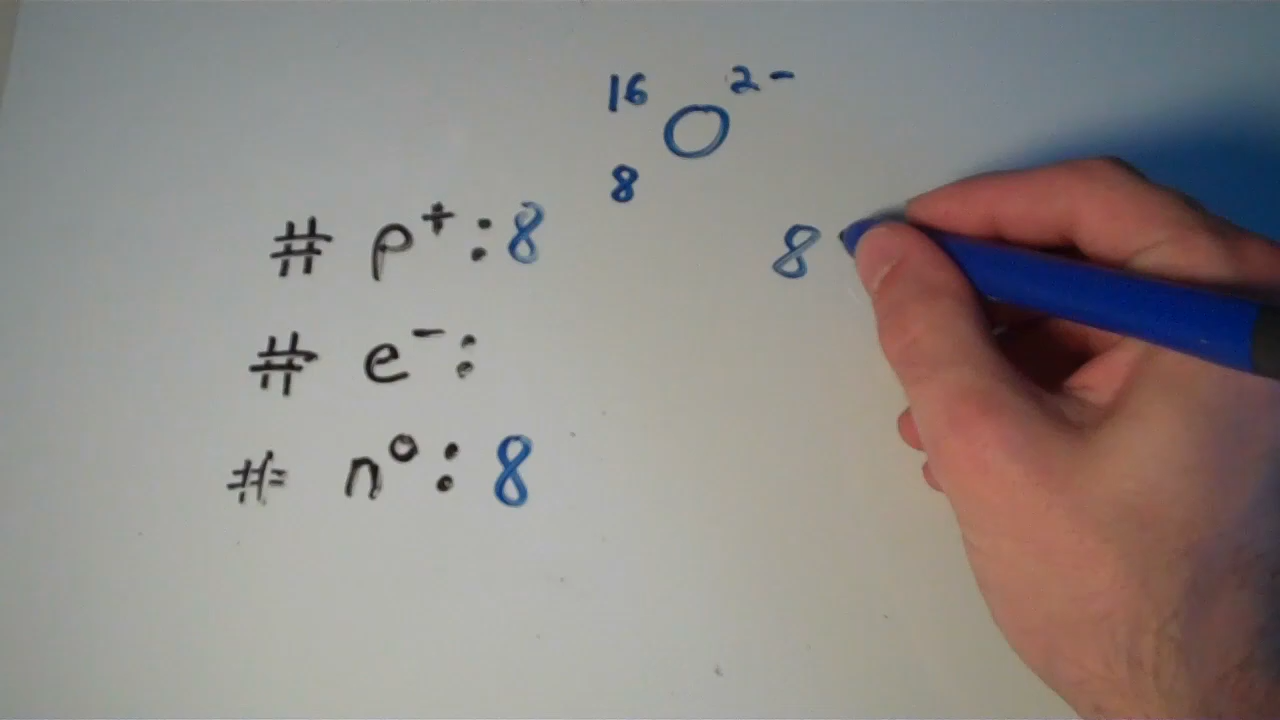 16 O 2-
8
# p+ : 8
8
# e- :
# n° : 8